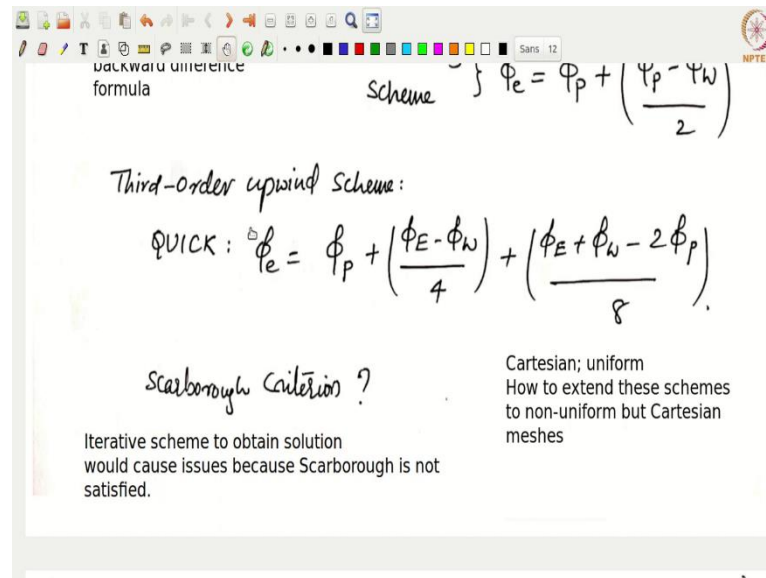 Sans 12
NPTE
backward difference
formula
Scheme } φe = φP + (φP - φW / 2)
Third-Order upwind Scheme:
QUICK: φe = φP + (φE - φW / 4) + (φE + φW - 2φP / 8).
Scarborough Criterion ?
Cartesian; uniform
How to extend these schemes
to non-uniform but Cartesian
meshes
Iterative scheme to obtain solution
would cause issues because Scarborough is not
satisfied.